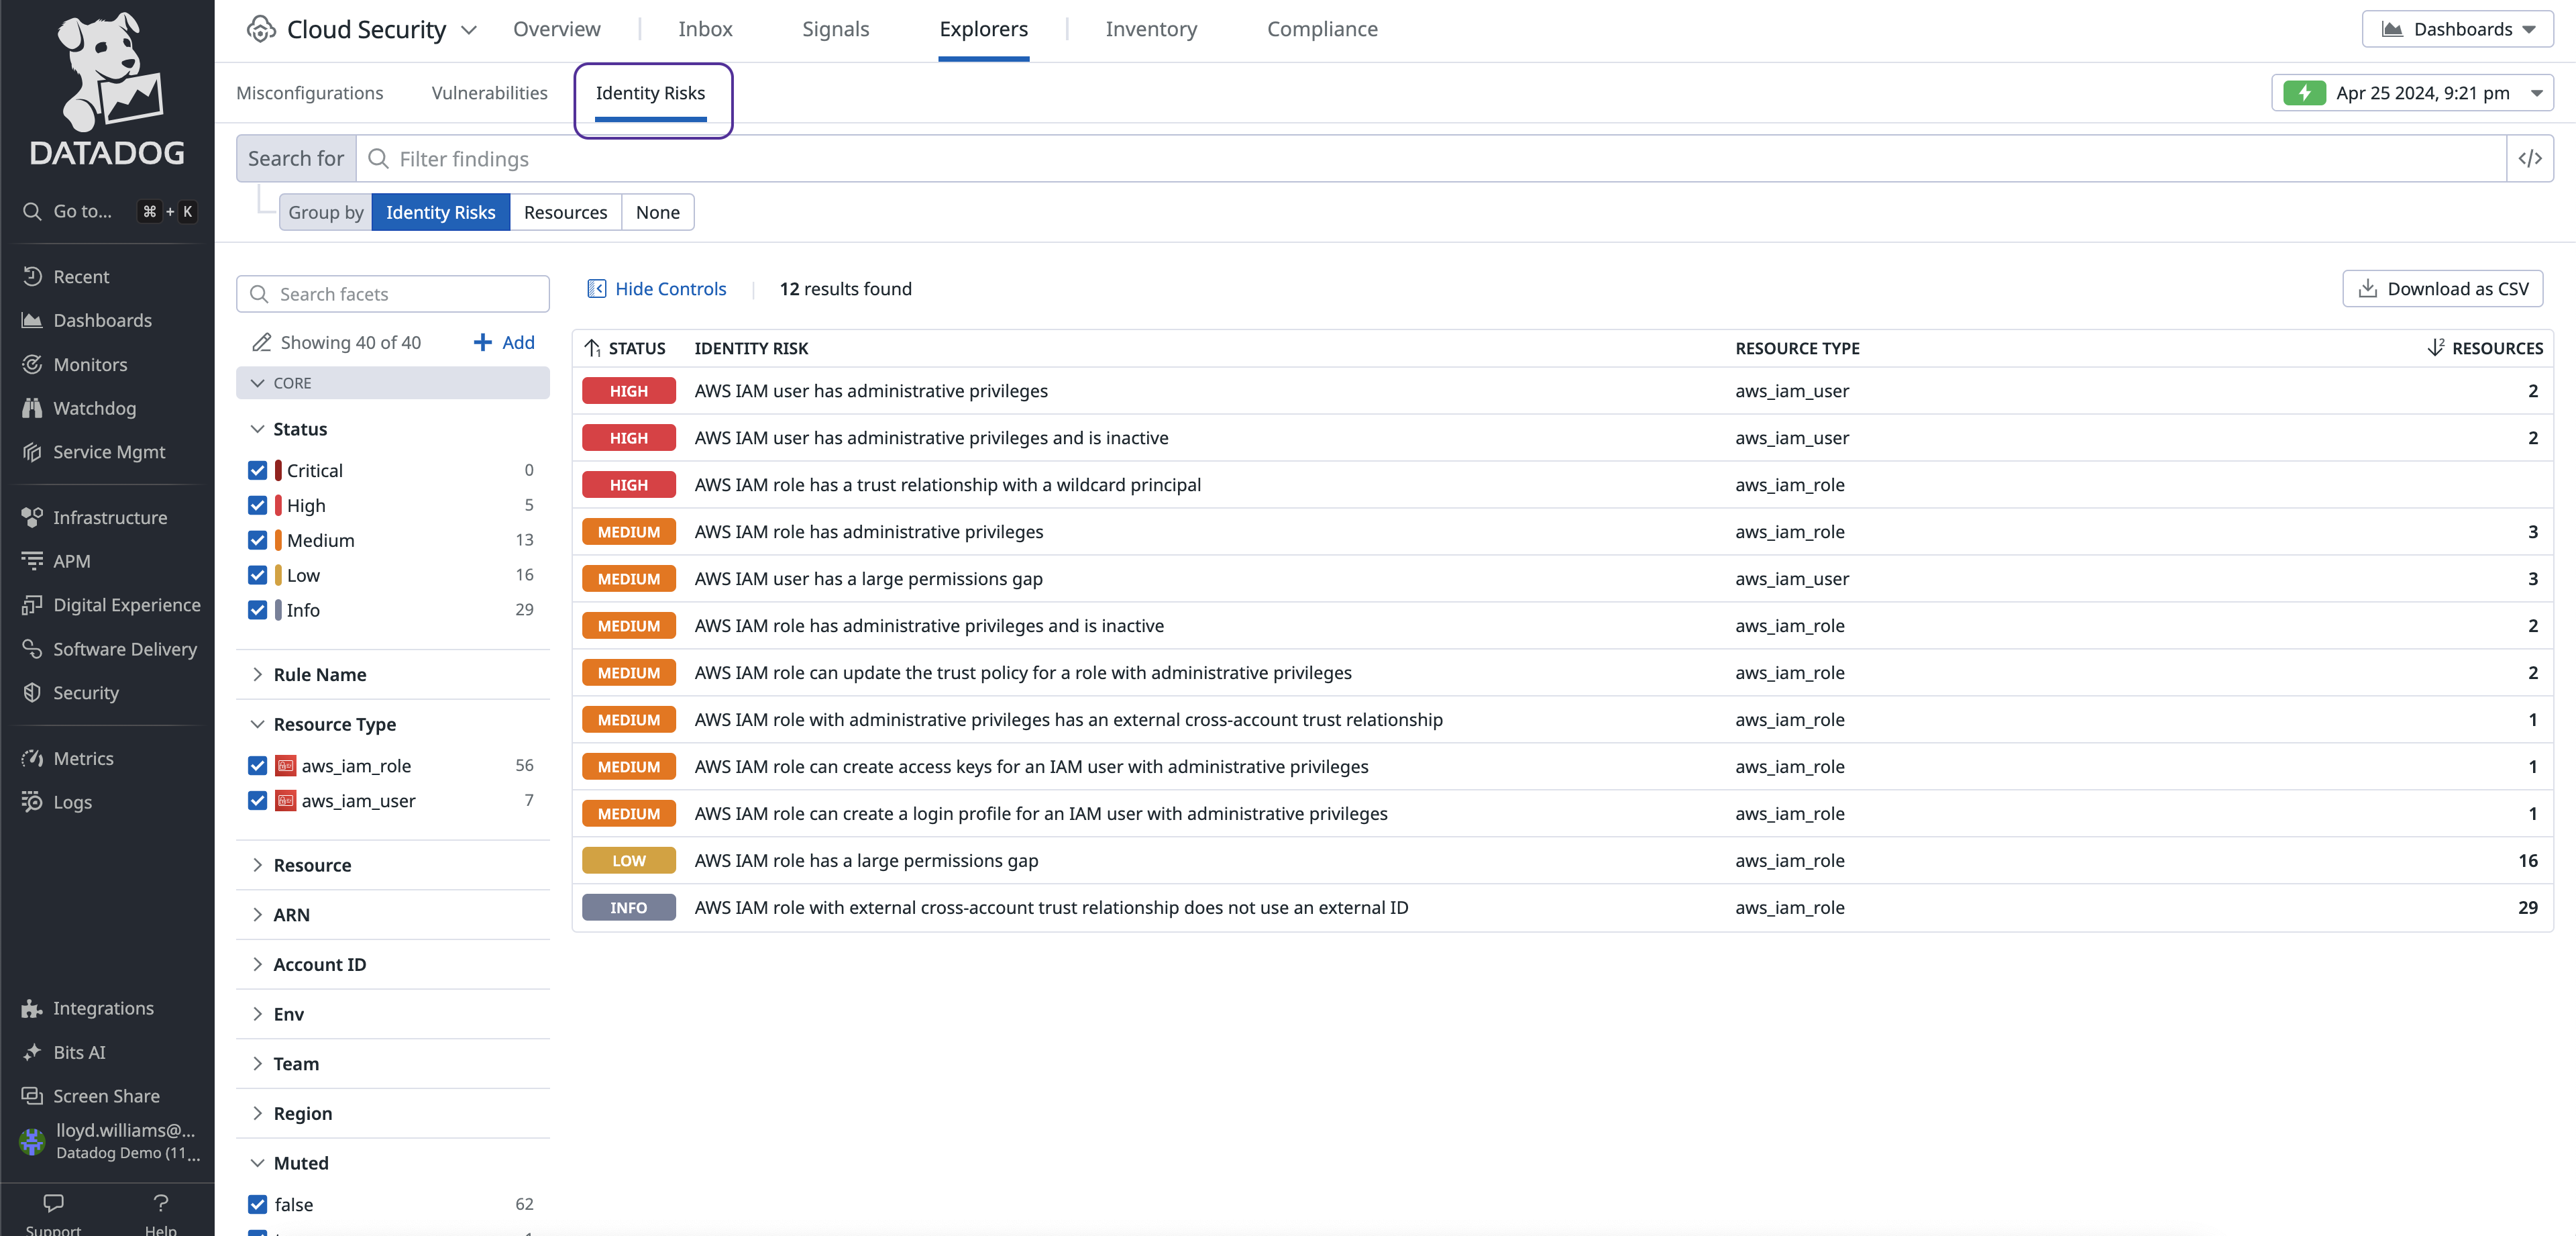 DATADOG
Go to... ⌘ + K
Recent
Dashboards
Monitors
Watchdog
Service Mgmt
Infrastructure
APM
Digital Experience
Software Delivery
Security
Metrics
Logs
Integrations
Bits AI
Screen Share
lloyd.williams@...
Datadog Demo (11...
Support Help
Cloud Security Overview Inbox Signals Explorers Inventory Compliance Dashboards
Misconfigurations Vulnerabilities Identity Risks Apr 25 2024, 9:21 pm
Search for Filter findings </>
Group by Identity Risks Resources None
Search facets
Showing 40 of 40 + Add
CORE
Status
Critical 0
High 5
Medium 13
Low 16
Info 29
Rule Name
Resource Type
aws_iam_role 56
aws_iam_user 7
Resource
ARN
Account ID
Env
Team
Region
Muted
false 62
Hide Controls 12 results found Download as CSV
STATUS IDENTITY RISK RESOURCE TYPE RESOURCES
HIGH AWS IAM user has administrative privileges aws_iam_user 2
HIGH AWS IAM user has administrative privileges and is inactive aws_iam_user 2
HIGH AWS IAM role has a trust relationship with a wildcard principal aws_iam_role
MEDIUM AWS IAM role has administrative privileges aws_iam_role 3
MEDIUM AWS IAM user has a large permissions gap aws_iam_user 3
MEDIUM AWS IAM role has administrative privileges and is inactive aws_iam_role 2
MEDIUM AWS IAM role can update the trust policy for a role with administrative privileges aws_iam_role 2
MEDIUM AWS IAM role with administrative privileges has an external cross-account trust relationship aws_iam_role 1
MEDIUM AWS IAM role can create access keys for an IAM user with administrative privileges aws_iam_role 1
MEDIUM AWS IAM role can create a login profile for an IAM user with administrative privileges aws_iam_role 1
LOW AWS IAM role has a large permissions gap aws_iam_role 16
INFO AWS IAM role with external cross-account trust relationship does not use an external ID aws_iam_role 29